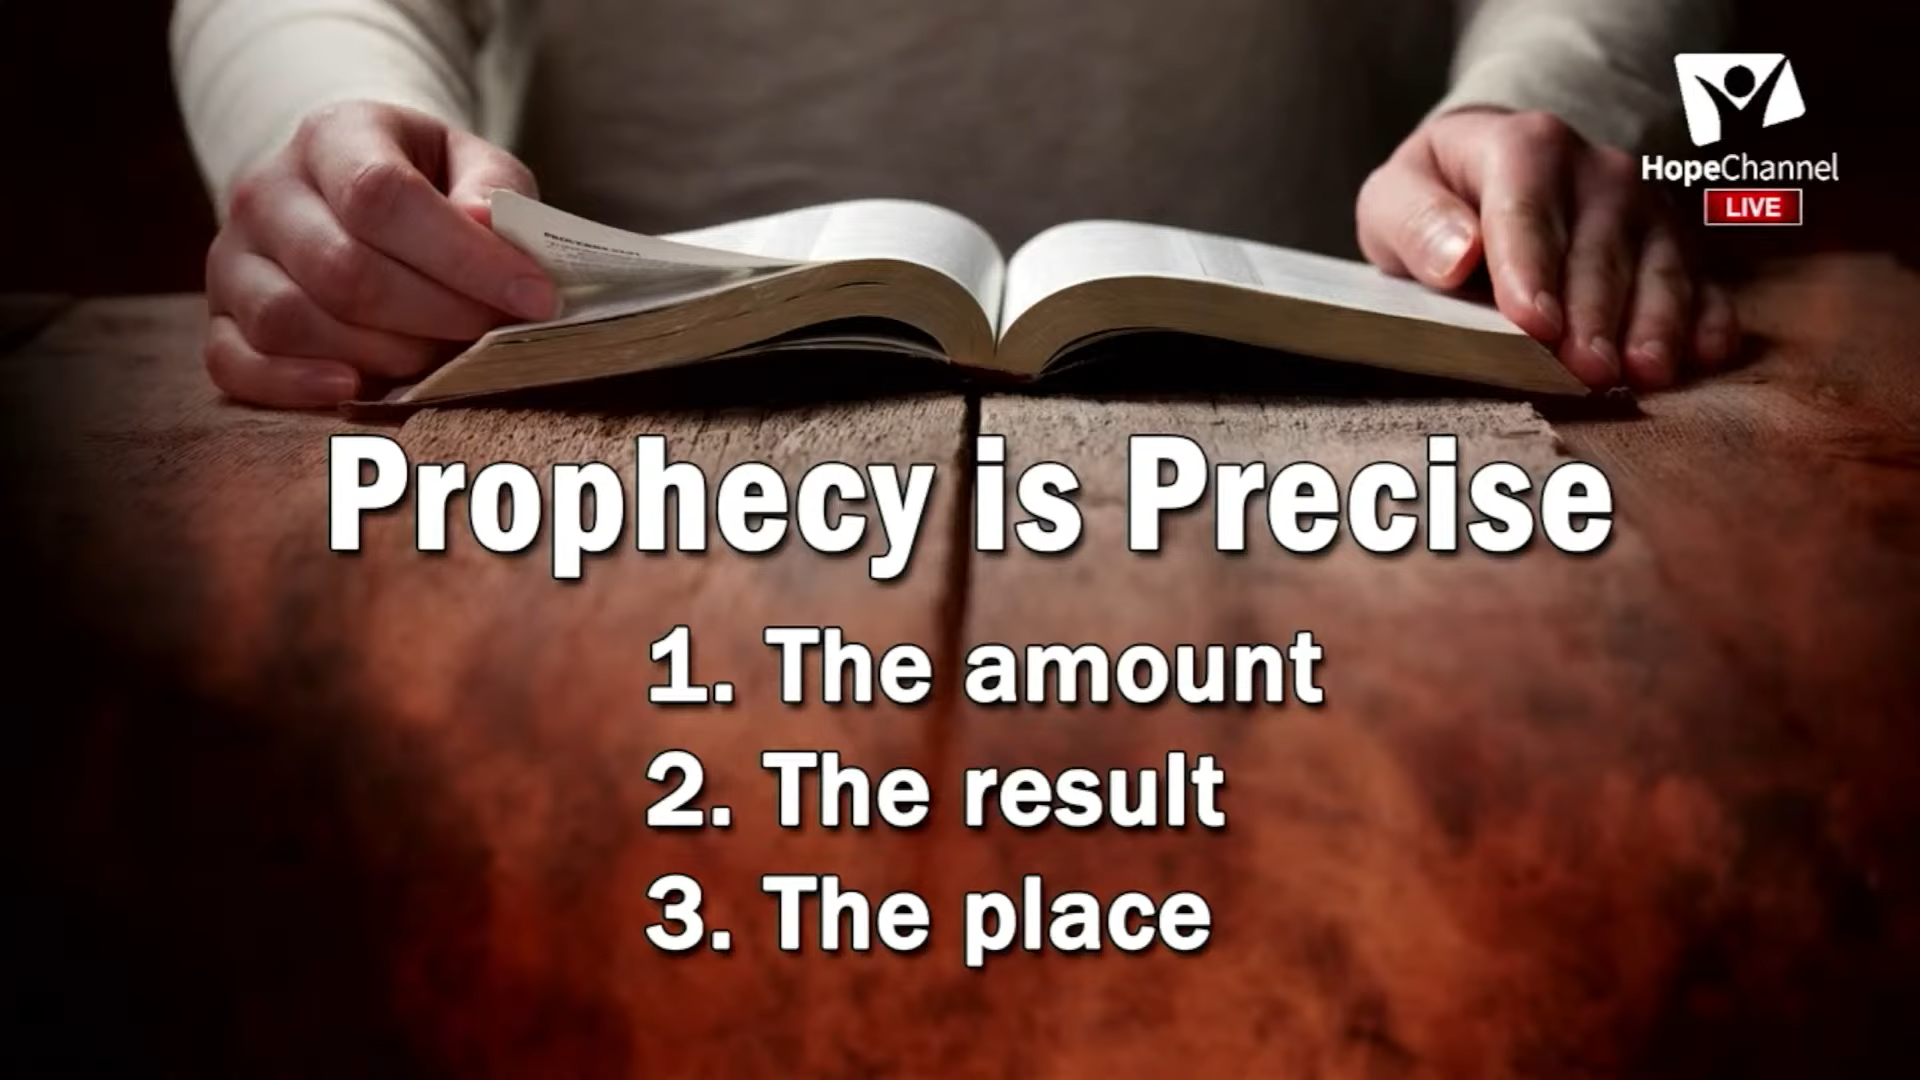 HopeChannel
LIVE
Prophecy is Precise
1. The amount
2. The result
3. The place